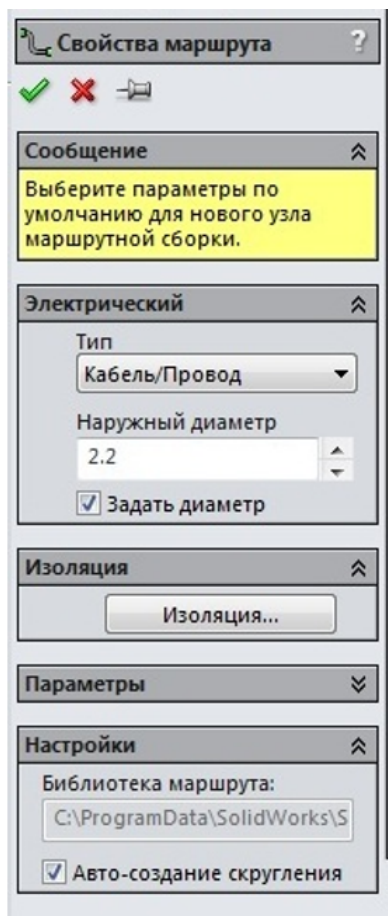 Свойства маршрута ?
Сообщение
Выберите параметры по
умолчанию для нового узла
маршрутной сборки.
Электрический
Тип
Кабель/Провод
Наружный диаметр
2.2
Задать диаметр
Изоляция
Изоляция...
Параметры
Настройки
Библиотека маршрута:
C:\ProgramData\SolidWorks\S
Авто-создание скругления